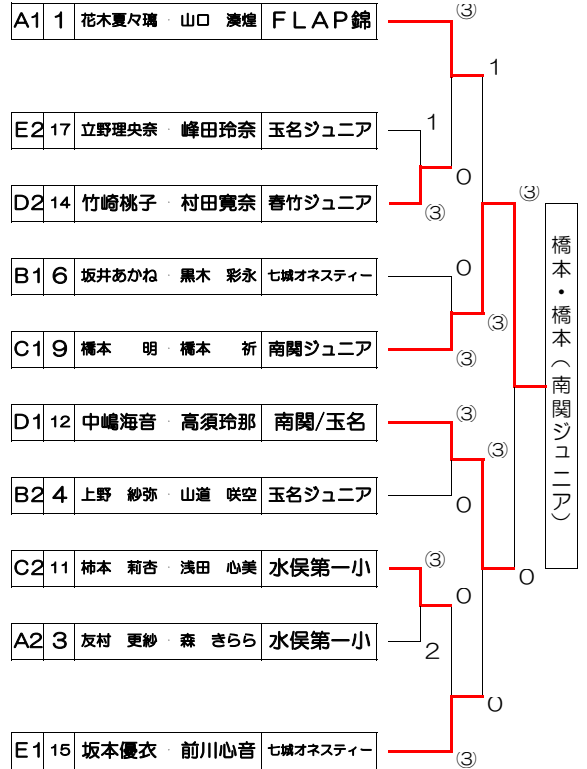 A1 1 花木夏々璃 · 山口 湊煌 FLAP錦
③
1
E2 17 立野理央奈 · 峰田玲奈 玉名ジュニア
1
0
D2 14 竹崎桃子 · 村田寛奈 春竹ジュニア
③
③
B1 6 坂井あかね · 黒木 彩永 七城オネスティー
0
③
C1 9 橋本 明 · 橋本 祈 南関ジュニア
③
橋本・橋本(南関ジュニア)
D1 12 中嶋海音 · 高須玲那 南関/玉名
③
③
B2 4 上野 紗弥 · 山道 咲空 玉名ジュニア
0
C2 11 柿本 莉杏 · 浅田 心美 水俣第一小
③
0
0
A2 3 友村 更紗 · 森 きらら 水俣第一小
2
0
E1 15 坂本優衣 · 前川心音 七城オネスティー
③